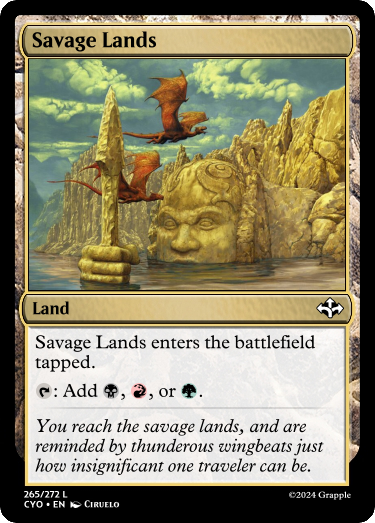 Savage Lands
Land
Savage Lands enters the battlefield
tapped.
: Add , , or .
You reach the savage lands, and are
reminded by thunderous wingbeats just
how insignificant one traveler can be.
265/272 L
CYO • EN Ciruelo
©2024 Grapple